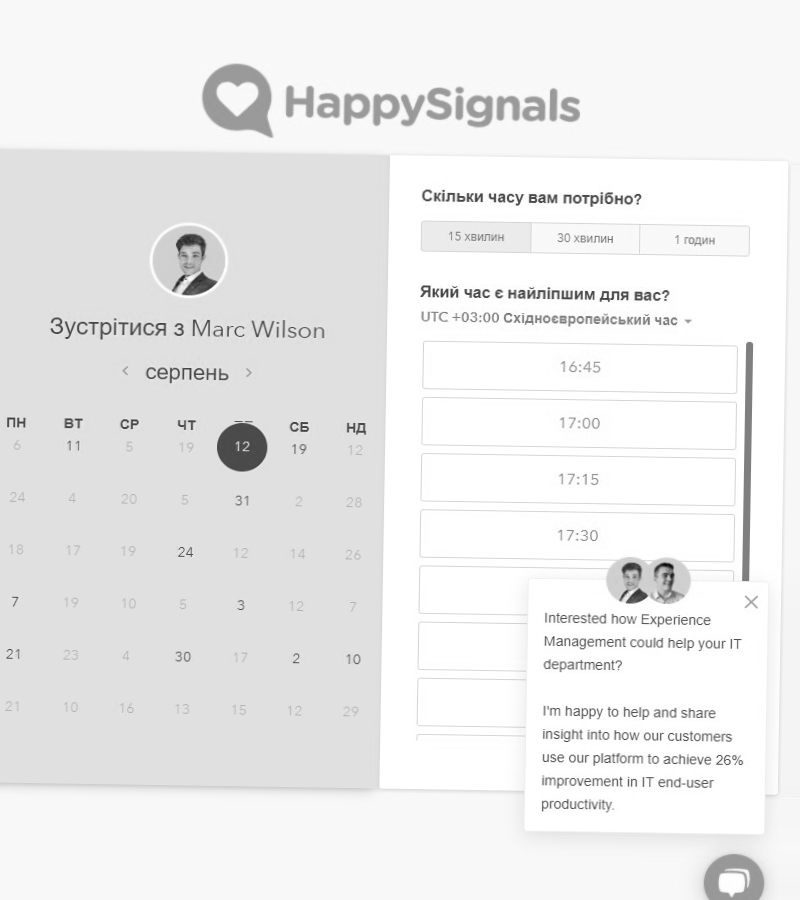 HappySignals
Зустрітися з Marc Wilson
серпень
ПН ВТ СР ЧТ СБ НД
6 11 5 19 12 19 12
24 4 20 5 31 2 28
18 17 19 24 12 14 26
7 19 10 5 3 12 7
21 23 4 30 17 2 10
21 10 16 13 15 12 29
Скільки часу вам потрібно?
15 хвилин 30 хвилин 1 годин
Який час є найліпшим для вас?
UTC +03:00 Східноєвропейський час
16:45
17:00
17:15
17:30
Interested how Experience
Management could help your IT
department?
I'm happy to help and share
insight into how our customers
use our platform to achieve 26%
improvement in IT end-user
productivity.